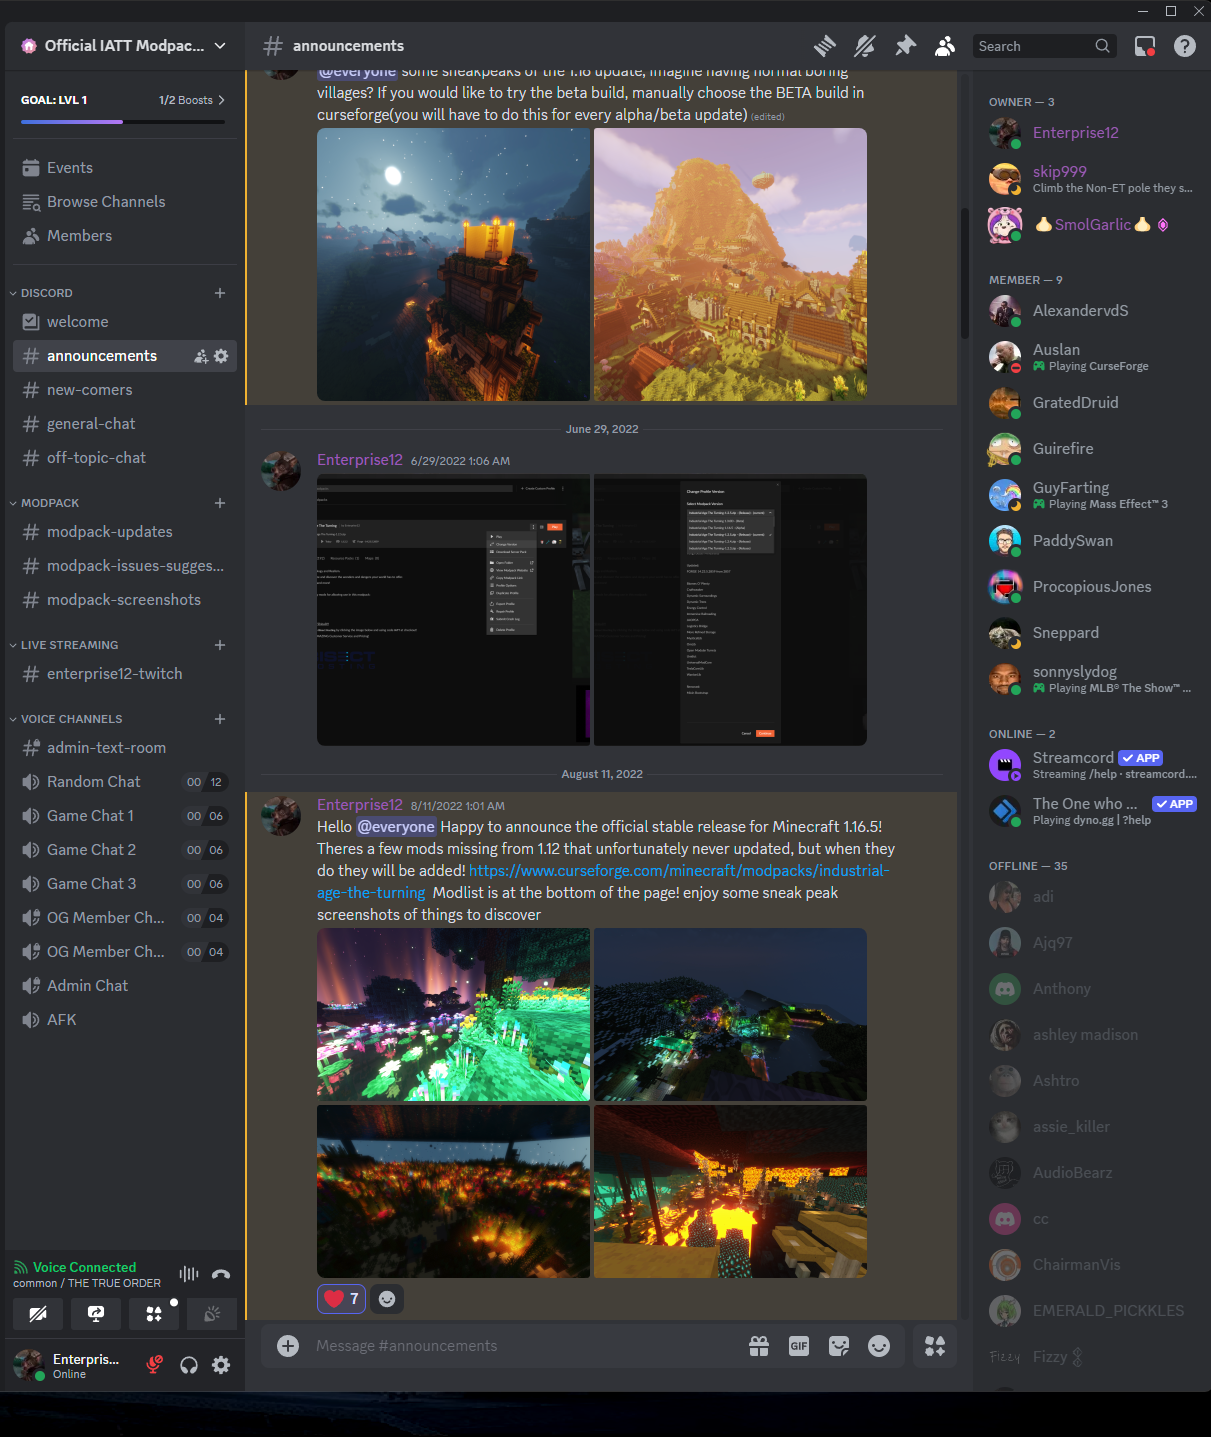 Official IATT Modpac...
announcements
Search
GOAL: LVL 1
1/2 Boosts
Events
Browse Channels
Members
DISCORD
welcome
announcements
new-comers
general-chat
off-topic-chat
MODPACK
modpack-updates
modpack-issues-sugges...
modpack-screenshots
LIVE STREAMING
enterprise12-twitch
VOICE CHANNELS
admin-text-room
Random Chat 00 12
Game Chat 1 00 06
Game Chat 2 00 06
Game Chat 3 00 06
OG Member Ch... 00 04
OG Member Ch... 00 04
Admin Chat
AFK
Voice Connected
common / THE TRUE ORDER
Enterpris...
Online
@everyone some sneakpeaks of the 1.16 update, imagine having normal boring
villages? If you would like to try the beta build, manually choose the BETA build in
curseforge(you will have to do this for every alpha/beta update) (edited)
June 29, 2022
Enterprise12 6/29/2022 1:06 AM
Change Profile Version
August 11, 2022
Enterprise12 8/11/2022 1:01 AM
Hello @everyone Happy to announce the official stable release for Minecraft 1.16.5!
Theres a few mods missing from 1.12 that unfortunately never updated, but when they
do they will be added! https://www.curseforge.com/minecraft/modpacks/industrial-
age-the-turning Modlist is at the bottom of the page! enjoy some sneak peak
screenshots of things to discover
7
Message #announcements
GIF
OWNER — 3
Enterprise12
skip999
Climb the Non-ET pole they s...
SmolGarlic
MEMBER — 9
AlexandervdS
Auslan
Playing CurseForge
GratedDruid
Guirefire
GuyFarting
Playing Mass Effect™ 3
PaddySwan
ProcopiousJones
Sneppard
sonnyslydog
Playing MLB® The Show™ ...
ONLINE — 2
Streamcord APP
Streaming /help · streamcord....
The One who ... APP
Playing dyno.gg | ?help
OFFLINE — 35
adi
Ajq97
Anthony
ashley madison
Ashtro
assie_killer
AudioBearz
cc
ChairmanVis
EMERALD_PICKKLES
Fizzy
Fizzy